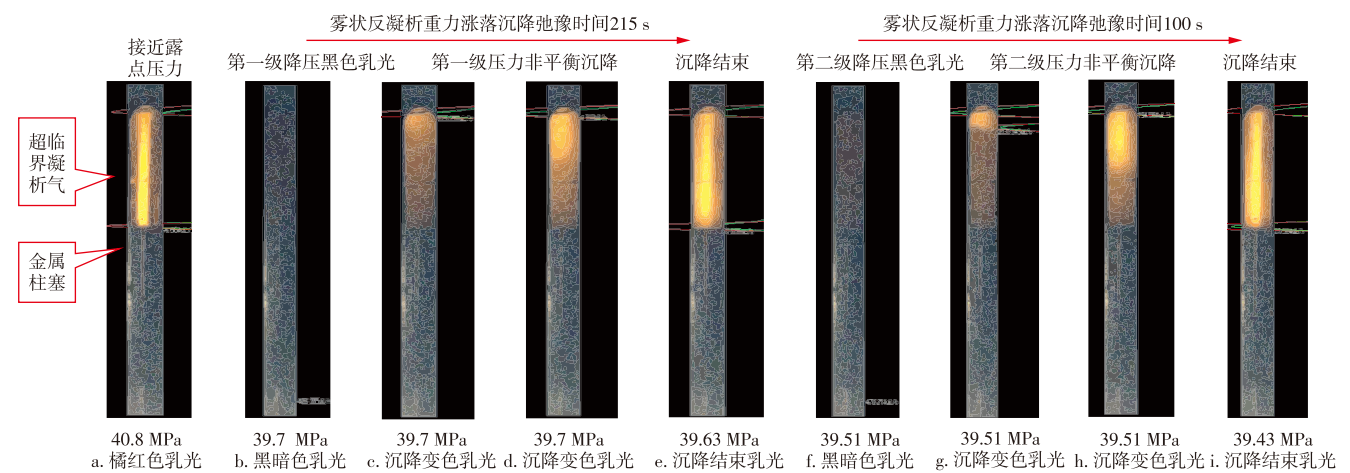 雾状反凝析重力涨落沉降弛豫时间215 s
雾状反凝析重力涨落沉降弛豫时间100 s
接近露
点压力
第一级降压黑色乳光
第一级压力非平衡沉降
沉降结束
第二级降压黑色乳光
第二级压力非平衡沉降
沉降结束
超临
界凝
析气
金属
柱塞
40.8 MPa
39.7 MPa
39.7 MPa
39.7 MPa
39.63 MPa
39.51 MPa
39.51 MPa
39.51 MPa
39.43 MPa
a. 橘红色乳光
b. 黑暗色乳光
c. 沉降变色乳光
d. 沉降变色乳光
e. 沉降结束乳光
f. 黑暗色乳光
g. 沉降变色乳光
h. 沉降变色乳光
i. 沉降结束乳光